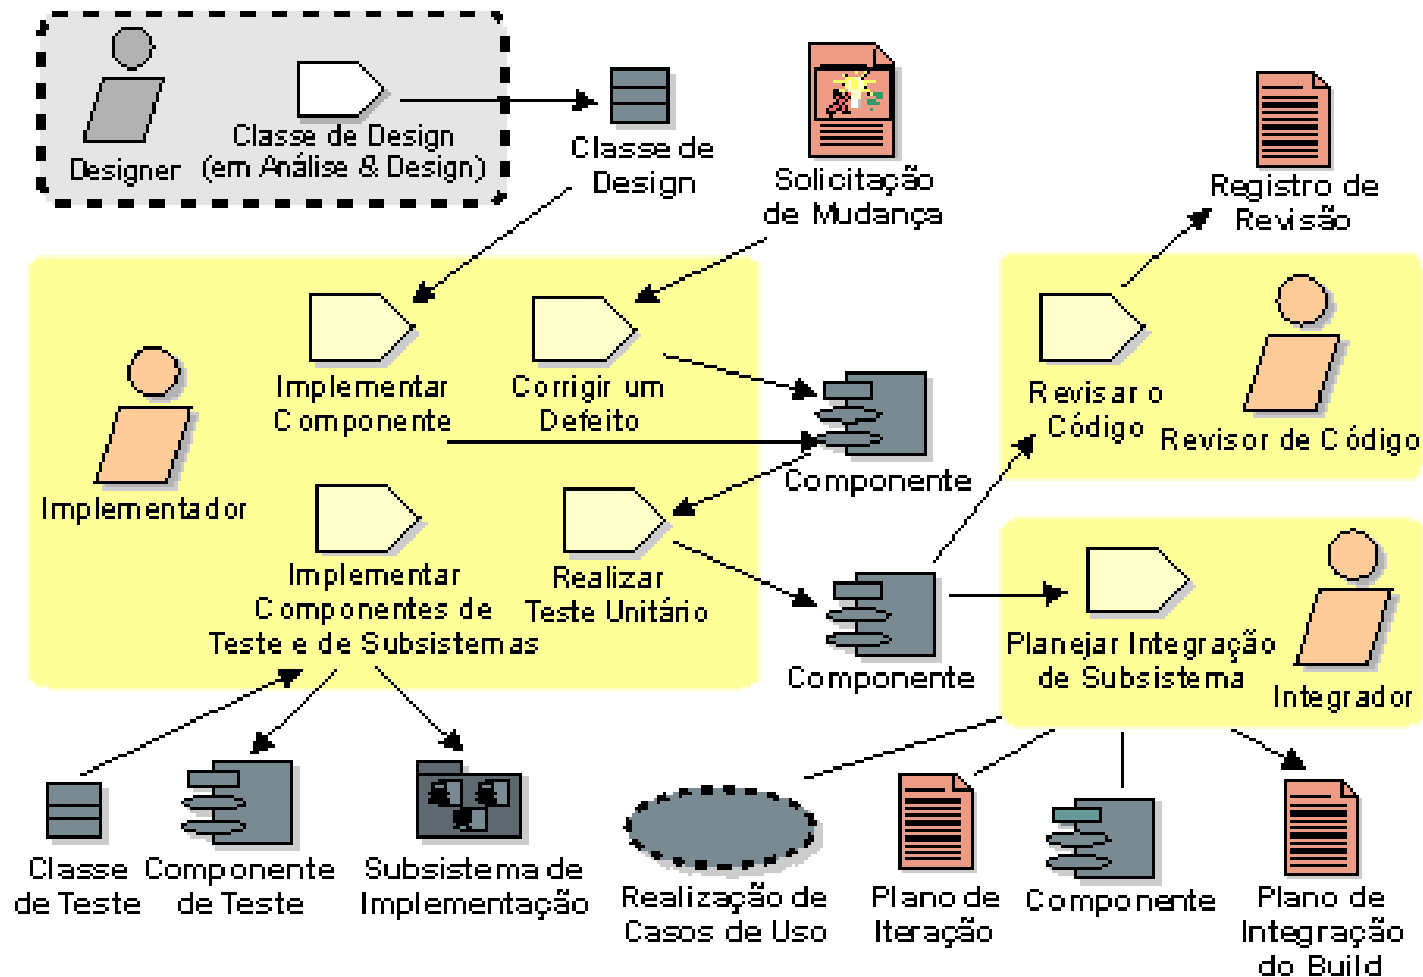 Designer
Classe de Design
(em Análise & Design)
Classe de
Design
Solicitação
de Mudança
Registro de
Revisão
Implementador
Implementar
Componente
Corrigir um
Defeito
Componente
Revisar o
Código
Revisor de Código
Implementar
Componentes de
Teste e de Subsistemas
Realizar
Teste Unitário
Componente
Planejar Integração
de Subsistema
Integrador
Classe
de Teste
Componente
de Teste
Subsistema de
Implementação
Realização de
Casos de Uso
Plano de
Iteração
Componente
Plano de
Integração
do Build